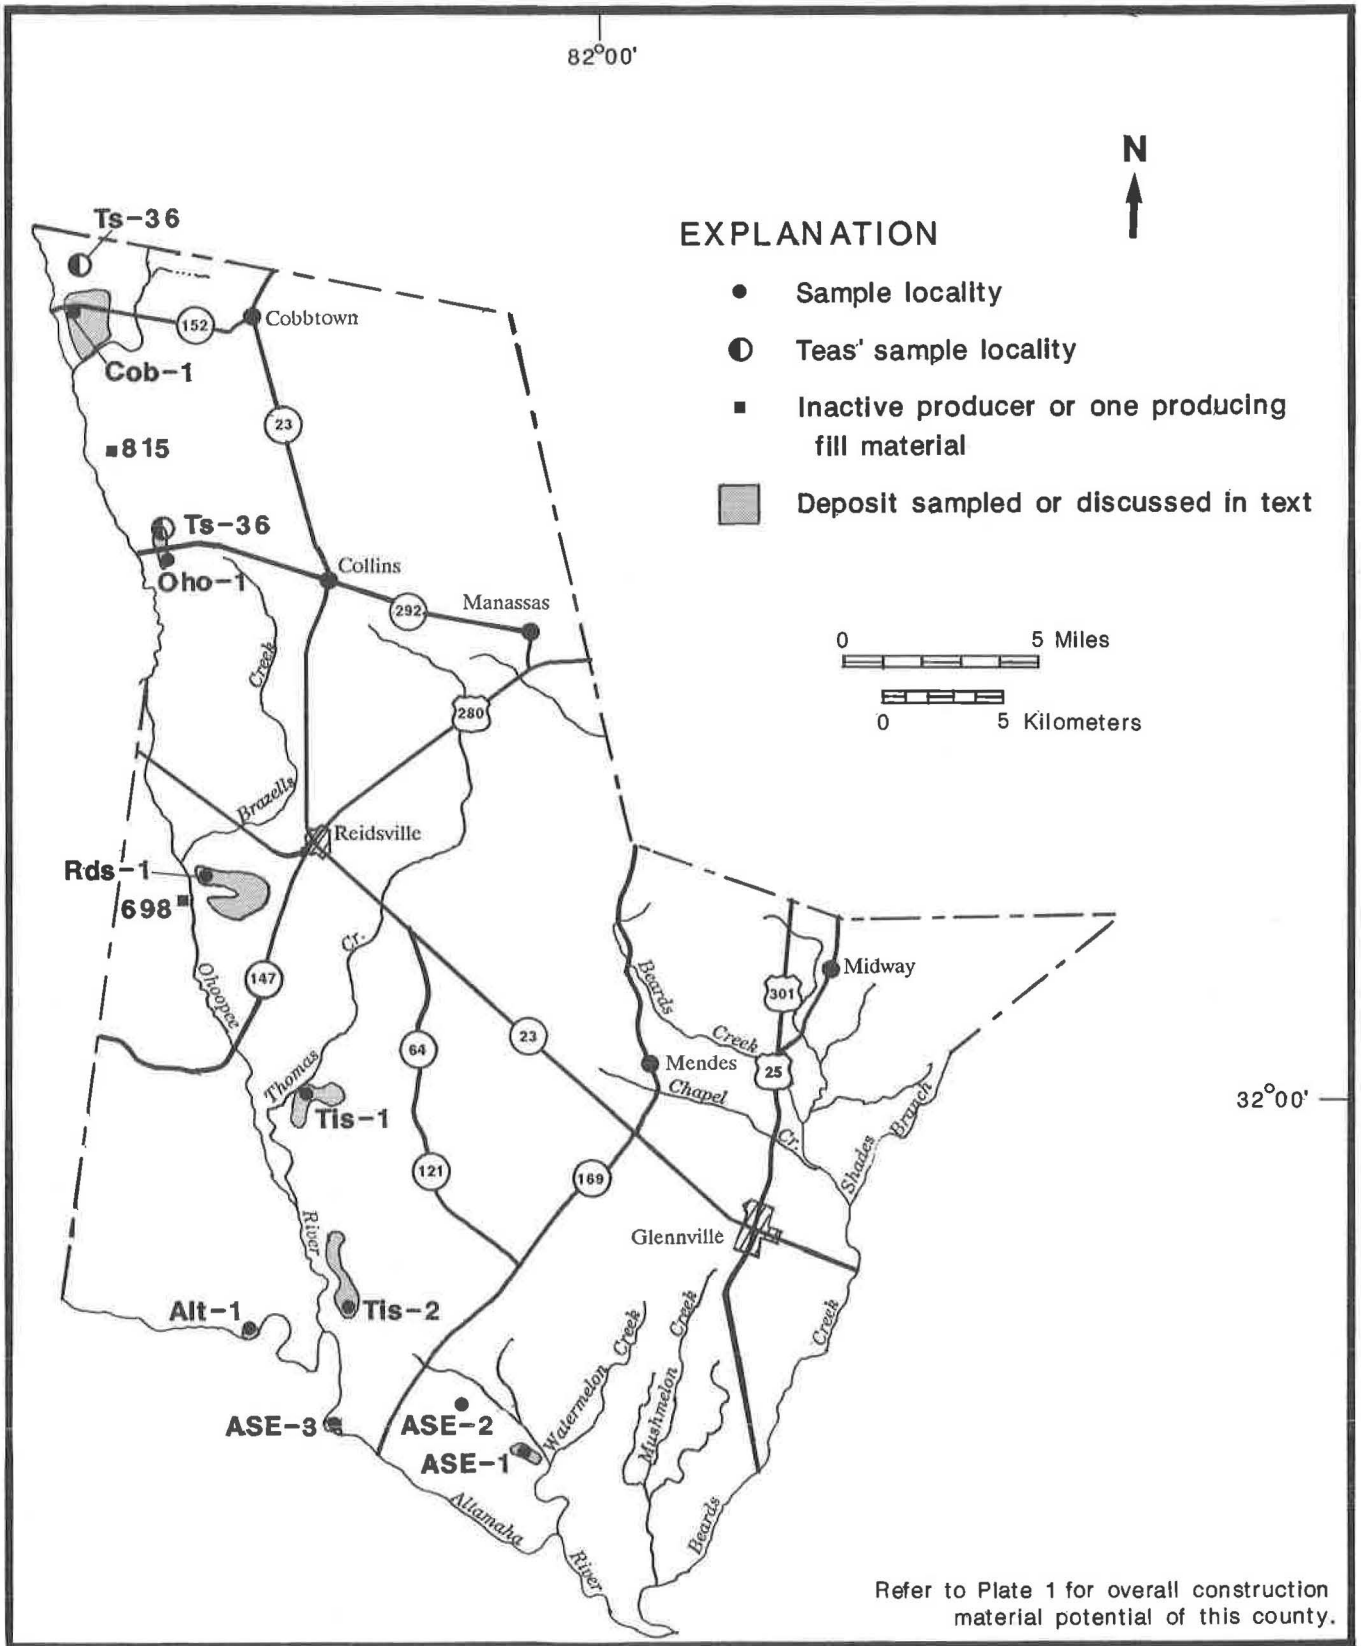 82°00'
N
Ts-36
EXPLANATION
Sample locality
152
Cobbtown
Teas' sample locality
Cob-1
Inactive producer or one producing
fill material
23
815
Deposit sampled or discussed in text
Ts-36
Collins
Oho-1
292
Manassas
0 5 Miles
Creek
280
0 5 Kilometers
Brazells
Reidsville
Rds-1
698
Cr.
Ohoopee
147
Beards
Midway
301
64
23
Creek
Mendes
25
Thomas
Chapel
Branch
32°00'
Tis-1
Cr.
Shades
121
169
River
Glennville
Alt-1
Tis-2
Creek
Creek
Creek
Watermelon
Mushmelon
ASE-3
ASE-2
ASE-1
Altamaha
Beards
River
Refer to Plate 1 for overall construction
material potential of this county.